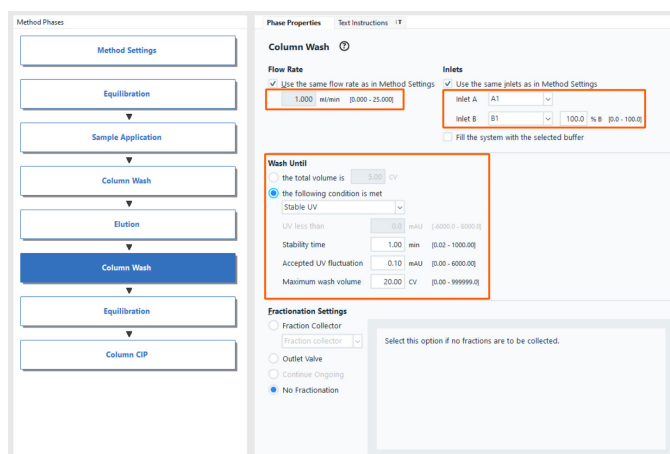 Method Phases
Method Settings
Equilibration
Sample Application
Column Wash
Elution
Column Wash
Equilibration
Column CIP
Phase Properties Text Instructions
Column Wash ?
Flow Rate
Use the same flow rate as in Method Settings
1.000 ml/min [0.000 - 25.000]
Inlets
Use the same inlets as in Method Settings
Inlet A A1
Inlet B B1 100.0 % B [0.0 - 100.0]
Fill the system with the selected buffer
Wash Until
the total volume is 5.00 CV
the following condition is met
Stable UV
UV less than 0.0 mAU [-6000.0 - 6000.0]
Stability time 1.00 min [0.02 - 1000.00]
Accepted UV fluctuation 0.10 mAU [0.00 - 6000.00]
Maximum wash volume 20.00 CV [0.00 - 999999.0]
Fractionation Settings
Fraction Collector
Fraction collector
Outlet Valve
Continue Ongoing
No Fractionation
Select this option if no fractions are to be collected.